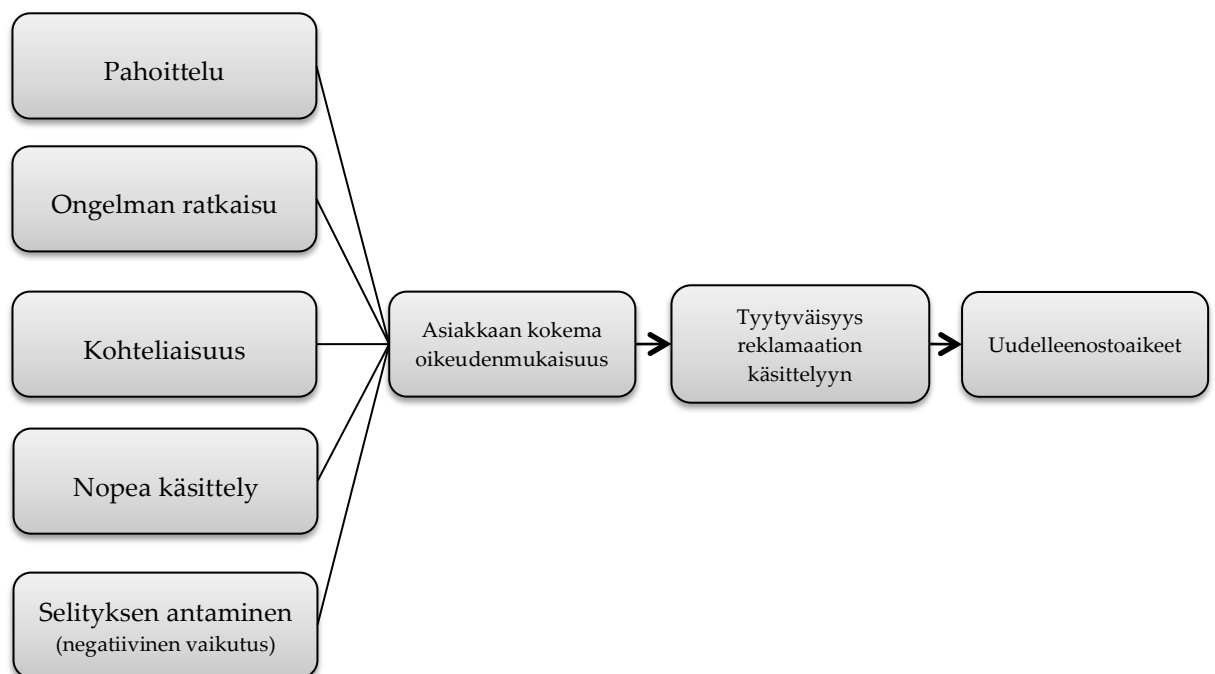 Pahoittelu
Ongelman ratkaisu
Kohteliaisuus
Nopea käsittely
Selityksen antaminen
(negatiivinen vaikutus)
Asiakkaan kokema
oikeudenmukaisuus
Tyytyväisyys
reklamaation
käsittelyyn
Uudelleenostoaikeet